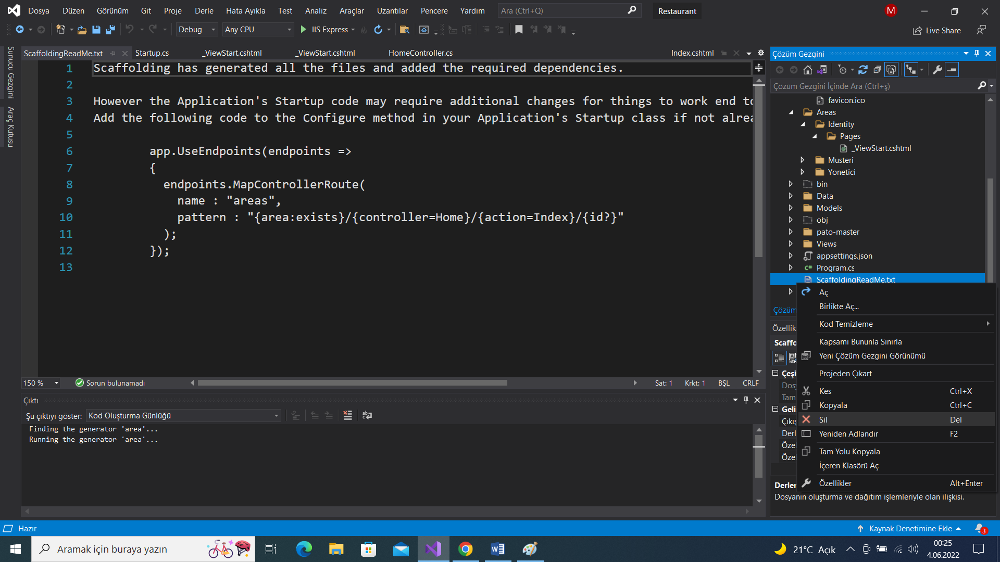 Dosya Düzen Görünüm Git Proje Derle Hata Ayıkla Test Analiz Araçlar Uzantılar Pencere Yardım Ara (Ctrl+Q) Restaurant M
Debug Any CPU IIS Express Live Share
Sunucu Gezgini
Araç Kutusu
ScaffoldingReadMe.txt Startup.cs _ViewStart.cshtml _ViewStart.cshtml HomeController.cs Index.cshtml
1 Scaffolding has generated all the files and added the required dependencies.
2
3 However the Application's Startup code may require additional changes for things to work end to
4 Add the following code to the Configure method in your Application's Startup class if not alrea
5
6 app.UseEndpoints(endpoints =>
7 {
8 endpoints.MapControllerRoute(
9 name : "areas",
10 pattern : "{area:exists}/{controller=Home}/{action=Index}/{id?}"
11 );
12 });
13
150 % Sorun bulunamadı Sat: 1 Krkt: 1 BŞL CRLF
Çıktı
Şu çıktıyı göster: Kod Oluşturma Günlüğü
Finding the generator 'area'...
Running the generator 'area'...
Çözüm Gezgini
Çözüm Gezgini İçinde Ara (Ctrl+ş)
favicon.ico
Areas
Identity
Pages
_ViewStart.cshtml
Musteri
Yonetici
bin
Data
Models
obj
pato-master
Views
appsettings.json
Program.cs
ScaffoldingReadMe.txt
Çözüm
Özellik
Scaffo
Çeşi
Dosy
Tam
Geliş
Çıkış
Derl
Özel
Özel
Derlen
Dosyanın oluşturma ve dağıtım işlemleriyle olan ilişkisi.
Aç
Birlikte Aç...
Kod Temizleme
Kapsamı Bununla Sınırla
Yeni Çözüm Gezgini Görünümü
Projeden Çıkart
Kes Ctrl+X
Kopyala Ctrl+C
Sil Del
Yeniden Adlandır F2
Tam Yolu Kopyala
İçeren Klasörü Aç
Özellikler Alt+Enter
Hazır Kaynak Denetimine Ekle 3
Aramak için buraya yazın 21°C Açık 00:25
4.06.2022